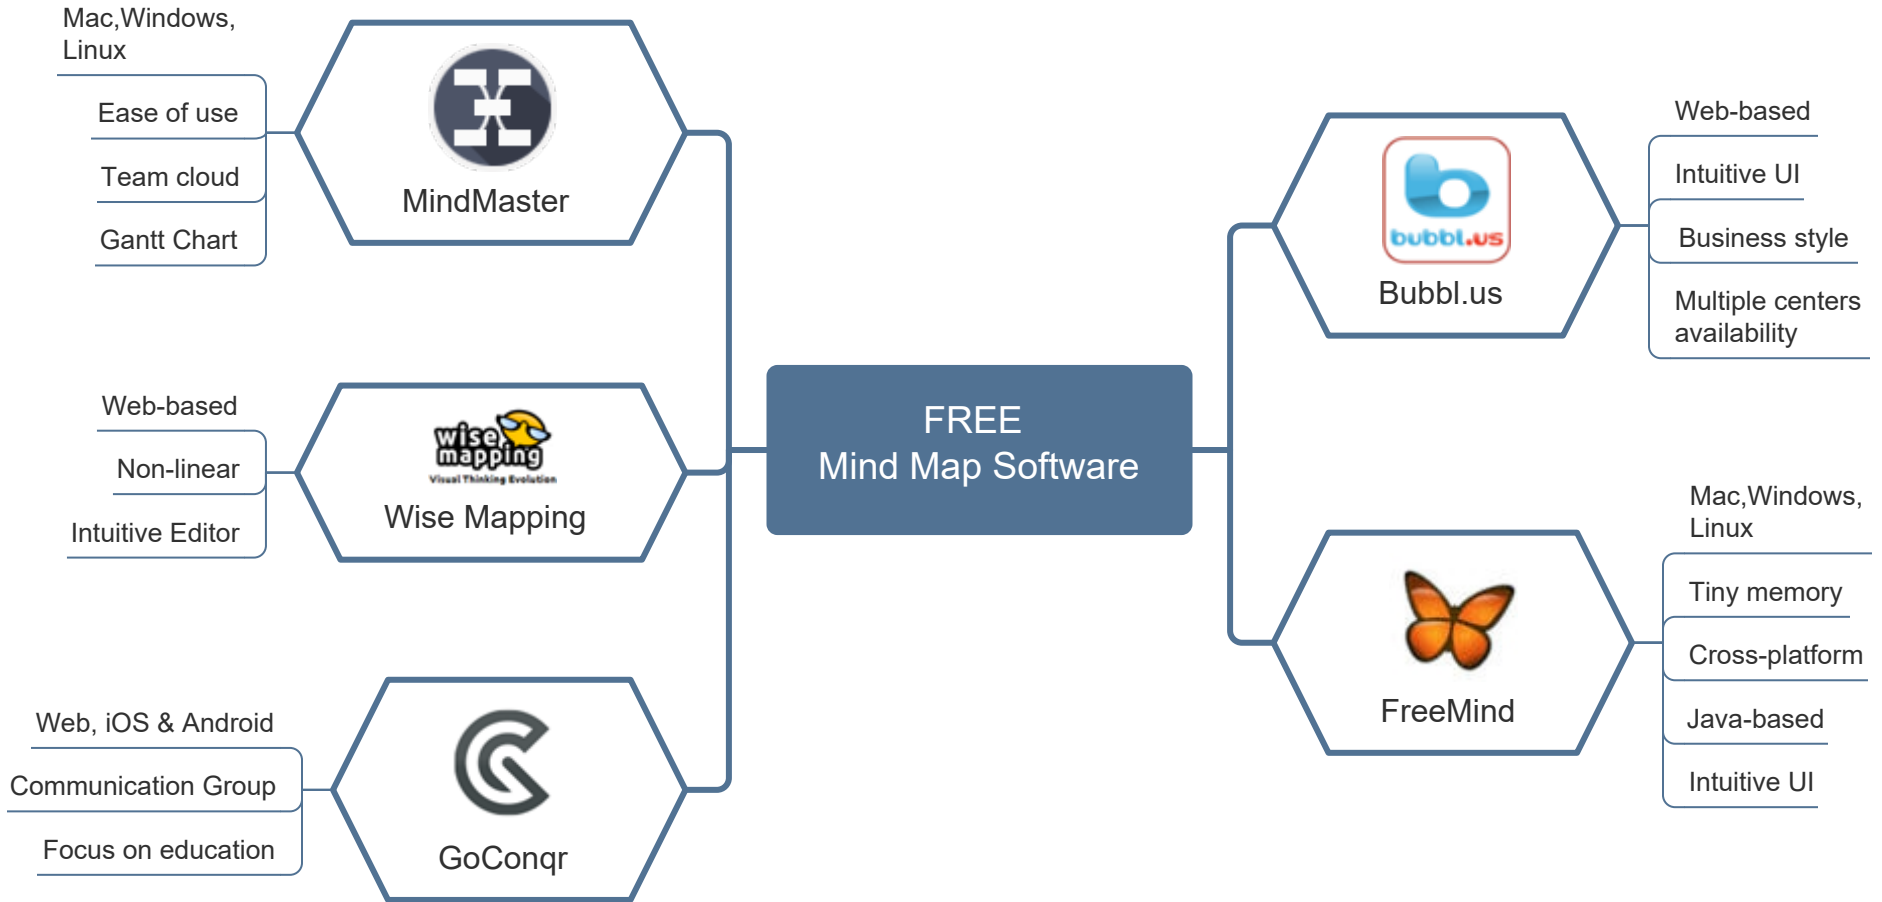 FREE
Mind Map Software
Mac,Windows,
Linux
Ease of use
Team cloud
Gantt Chart
MindMaster
Web-based
Non-linear
Intuitive Editor
wise
mapping
Visual Thinking Evolution
Wise Mapping
Web, iOS & Android
Communication Group
Focus on education
GoConqr
bubbl.us
Bubbl.us
Web-based
Intuitive UI
Business style
Multiple centers
availability
FreeMind
Mac,Windows,
Linux
Tiny memory
Cross-platform
Java-based
Intuitive UI